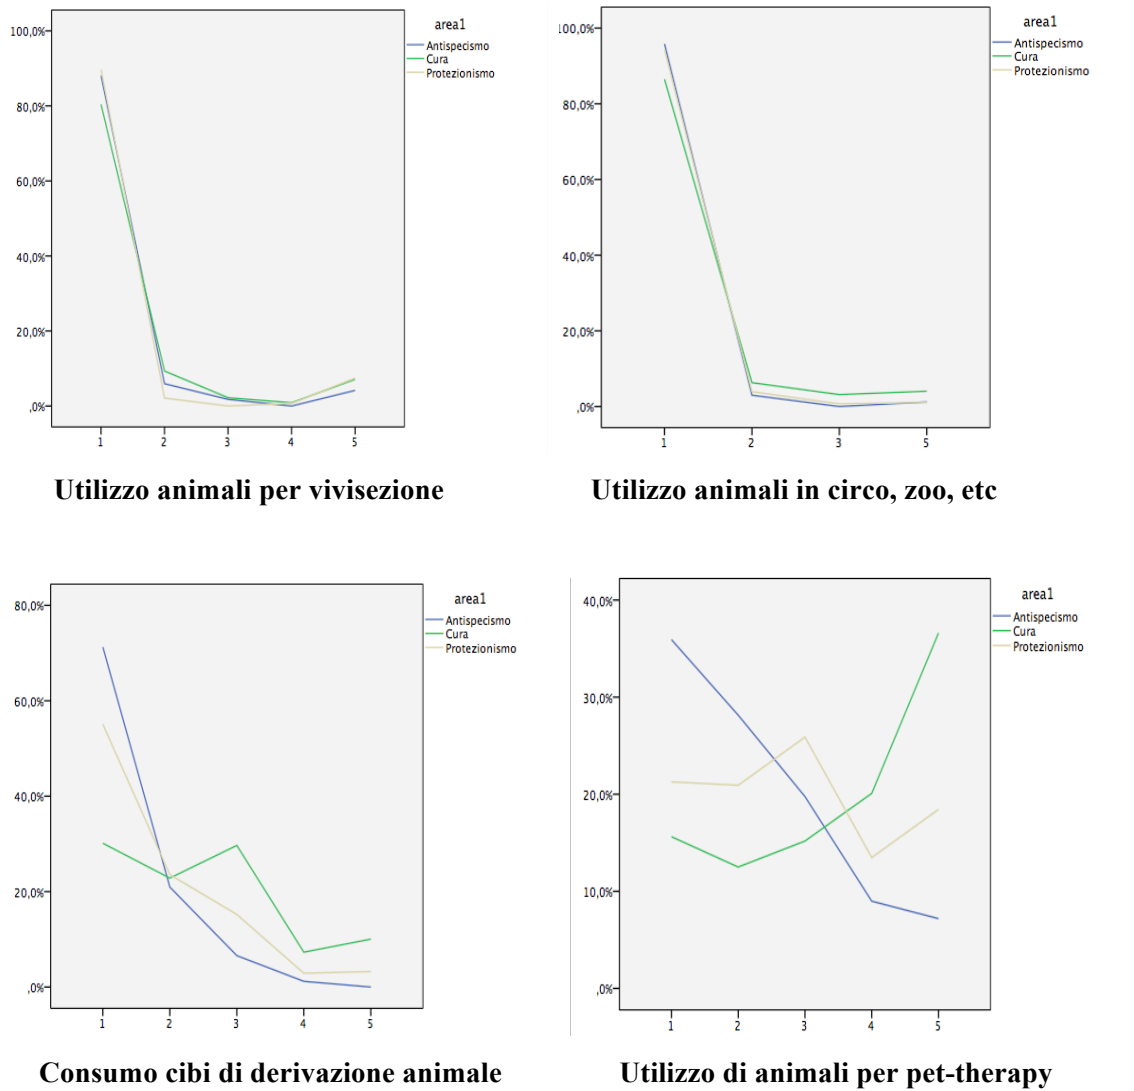 area1
Antispecismo
Cura
Protezionismo
100,0%
80,0%
60,0%
40,0%
20,0%
,0%
1 2 3 4 5
Utilizzo animali per vivisezione
area1
Antispecismo
Cura
Protezionismo
100,0%
80,0%
60,0%
40,0%
20,0%
,0%
1 2 3 5
Utilizzo animali in circo, zoo, etc
area1
Antispecismo
Cura
Protezionismo
80,0%
60,0%
40,0%
20,0%
,0%
1 2 3 4 5
Consumo cibi di derivazione animale
area1
Antispecismo
Cura
Protezionismo
40,0%
30,0%
20,0%
10,0%
,0%
1 2 3 4 5
Utilizzo di animali per pet-therapy